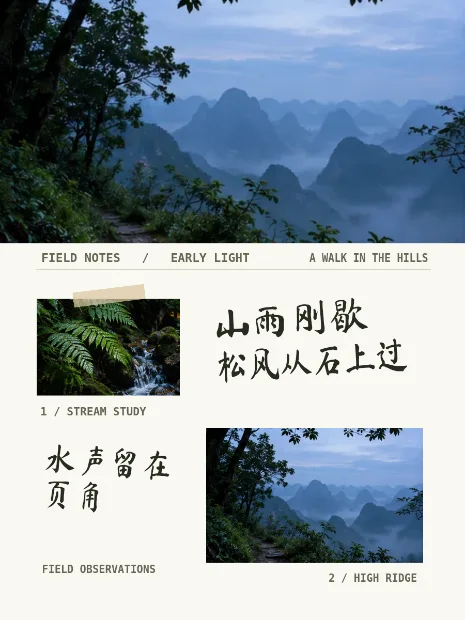 FIELD NOTES / EARLY LIGHT
A WALK IN THE HILLS
山雨刚歇
松风从石上过
1 / STREAM STUDY
水声留在
页角
FIELD OBSERVATIONS
2 / HIGH RIDGE